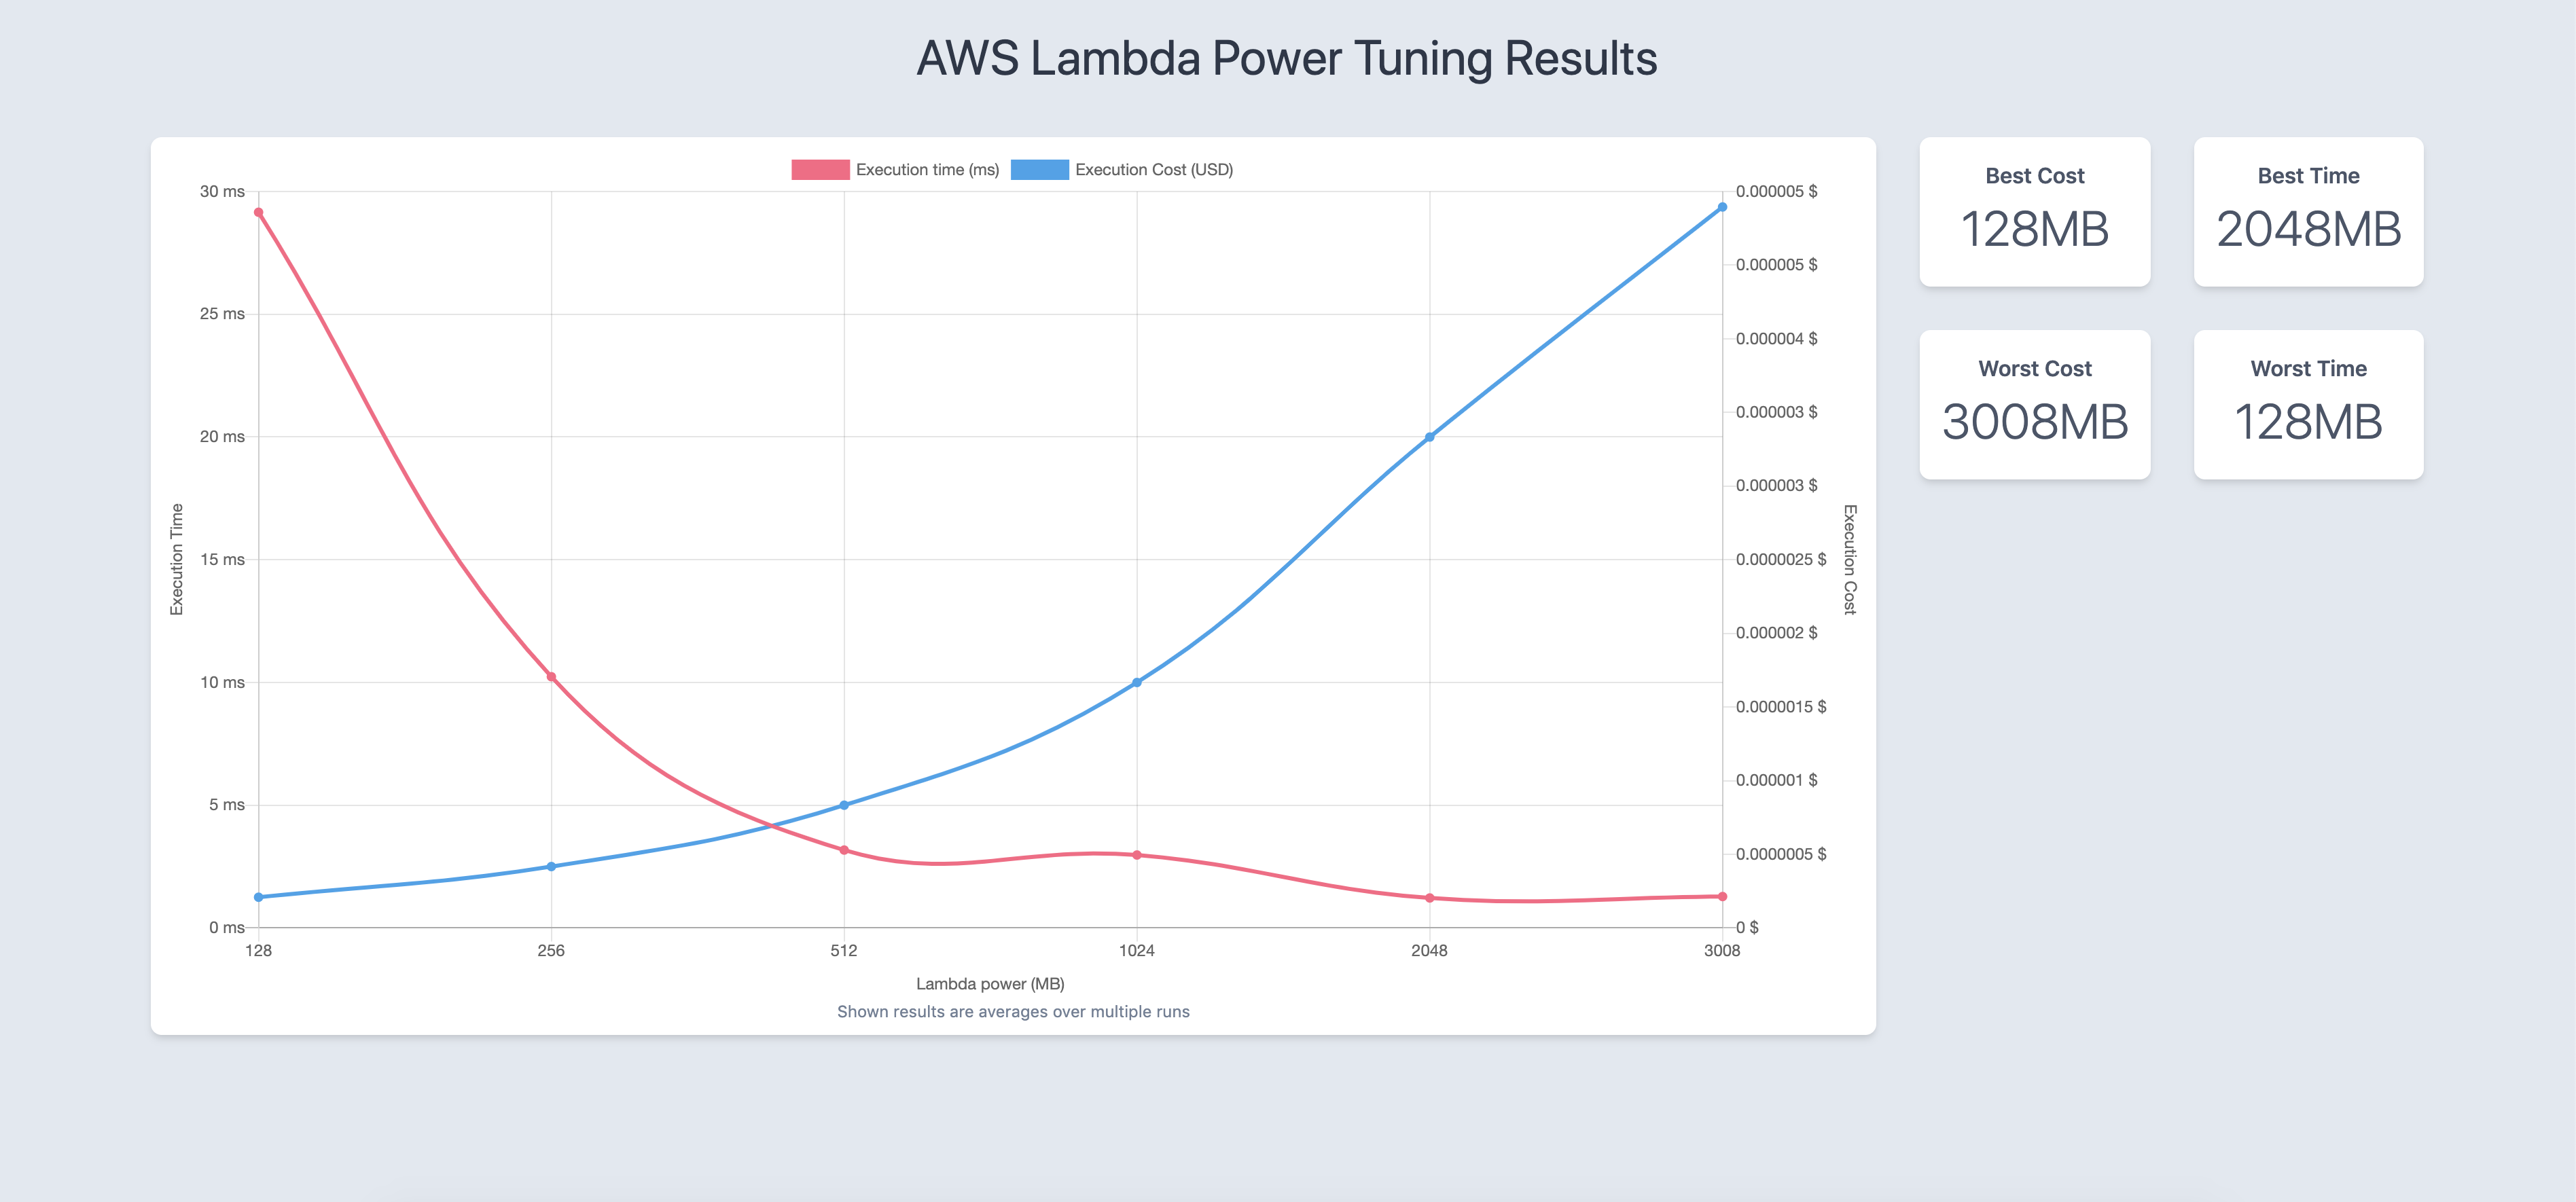 AWS Lambda Power Tuning Results
Execution time (ms) Execution Cost (USD)
30 ms
25 ms
20 ms
15 ms
10 ms
5 ms
0 ms
Execution Time
0.000005 $
0.000005 $
0.000004 $
0.000003 $
0.000003 $
0.0000025 $
0.000002 $
0.0000015 $
0.000001 $
0.0000005 $
0 $
Execution Cost
128 256 512 1024 2048 3008
Lambda power (MB)
Shown results are averages over multiple runs
Best Cost
128MB
Best Time
2048MB
Worst Cost
3008MB
Worst Time
128MB